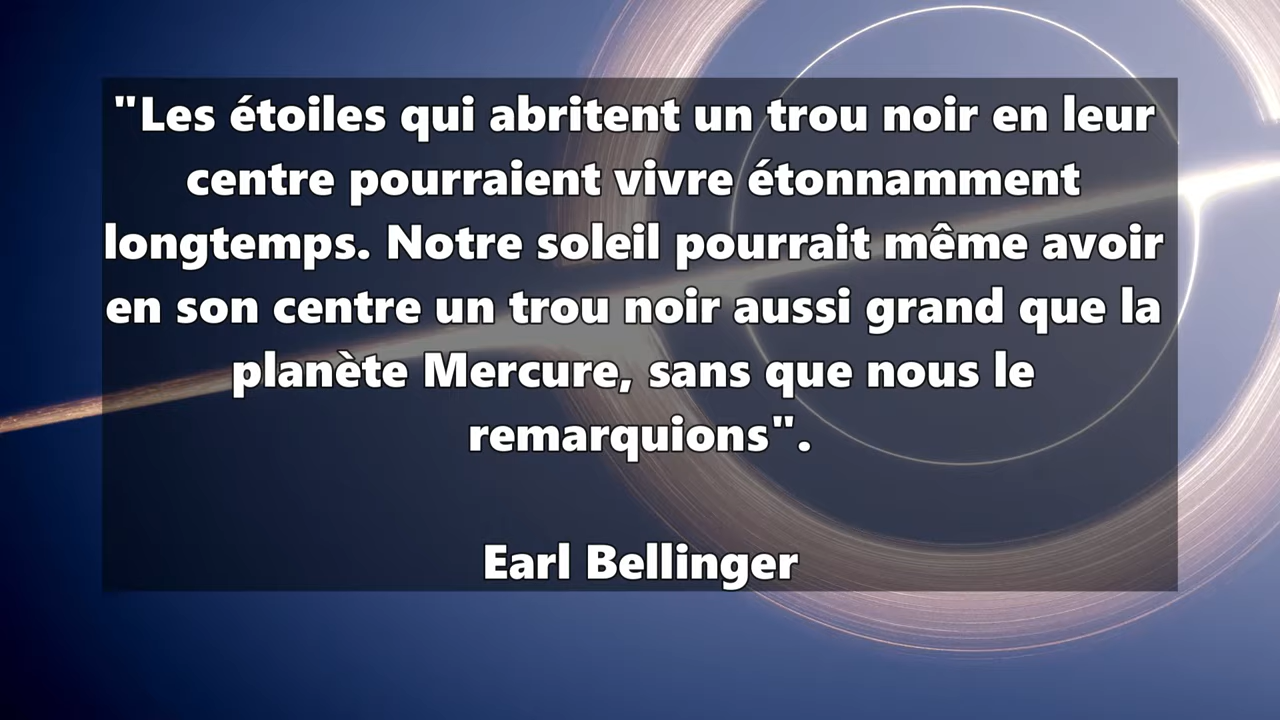 "Les étoiles qui abritent un trou noir en leur
centre pourraient vivre étonnamment
longtemps. Notre soleil pourrait même avoir
en son centre un trou noir aussi grand que la
planète Mercure, sans que nous le
remarquions".
Earl Bellinger